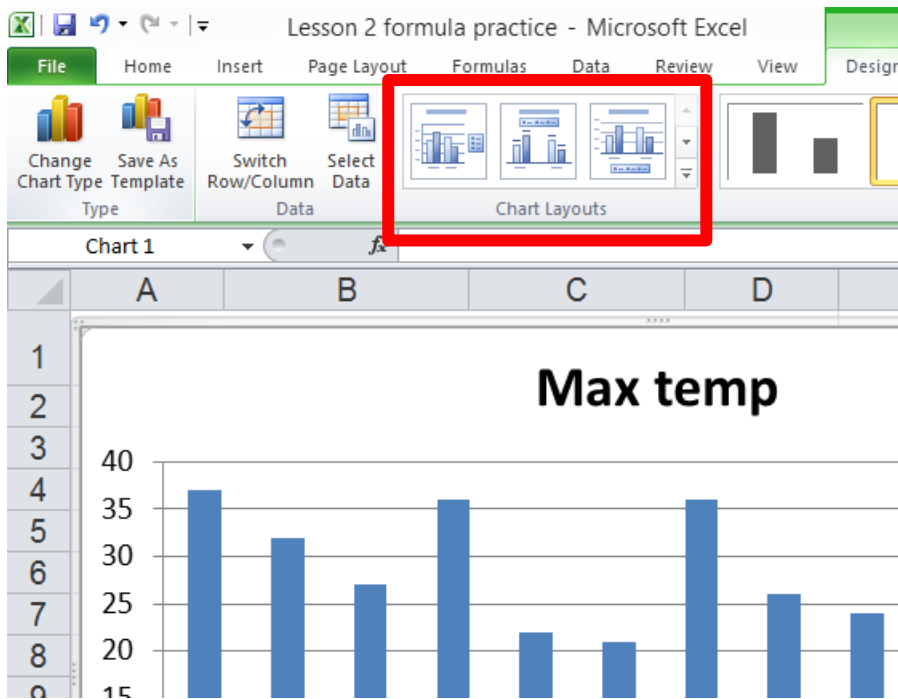 Lesson 2 formula practice - Microsoft Excel
File Home Insert Page Layout Formulas Data Review View Design
Change Chart Type
Save As Template
Switch Row/Column
Select Data
Type
Data
Chart Layouts
Chart 1
fx
A B C D
Max temp
1
2
3
4
5
6
7
8
9
40
35
30
25
20
15